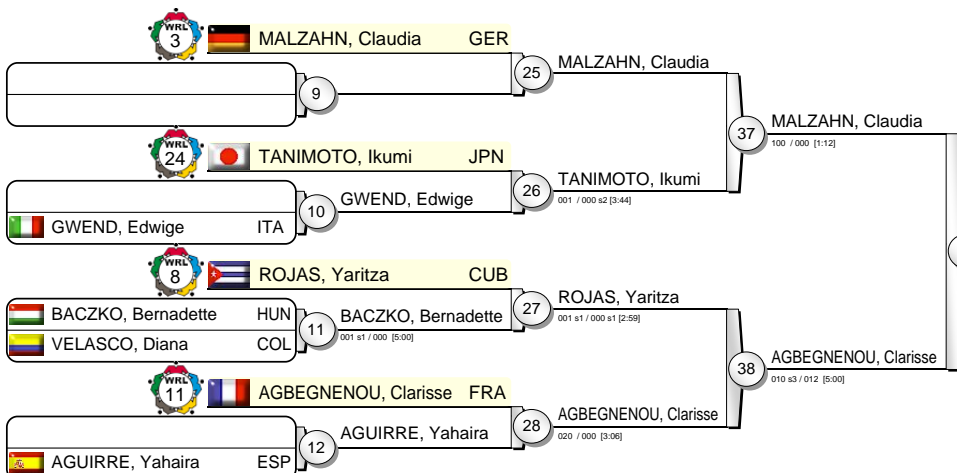 WRL
3
MALZAHN, Claudia GER
9
25
MALZAHN, Claudia
37
MALZAHN, Claudia
100 / 000 [1:12]
WRL
24
TANIMOTO, Ikumi JPN
GWEND, Edwige ITA
10
GWEND, Edwige
26
TANIMOTO, Ikumi
001 / 000 s2 [3:44]
WRL
8
ROJAS, Yaritza CUB
BACZKO, Bernadette HUN
VELASCO, Diana COL
11
BACZKO, Bernadette
001 s1 / 000 [5:00]
27
ROJAS, Yaritza
001 s1 / 000 s1 [2:59]
38
AGBEGNENOU, Clarisse
010 s3 / 012 [5:00]
WRL
11
AGBEGNENOU, Clarisse FRA
AGUIRRE, Yahaira ESP
12
AGUIRRE, Yahaira
28
AGBEGNENOU, Clarisse
020 / 000 [3:06]